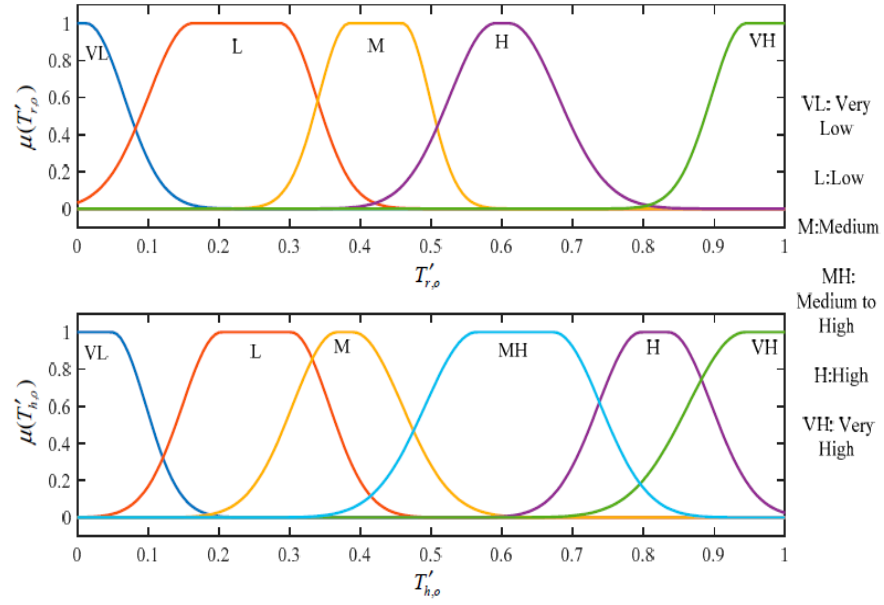 1
0.8
0.6
0.4
0.2
0
μ(T′r,o)
VL
L
M
H
VH
0 0.1 0.2 0.3 0.4 0.5 0.6 0.7 0.8 0.9 1
T′r,o
1
0.8
0.6
0.4
0.2
0
μ(T′h,o)
VL
L
M
MH
H
VH
0 0.1 0.2 0.3 0.4 0.5 0.6 0.7 0.8 0.9 1
T′h,o
VL: Very
Low
L:Low
M:Medium
MH:
Medium to
High
H:High
VH: Very
High